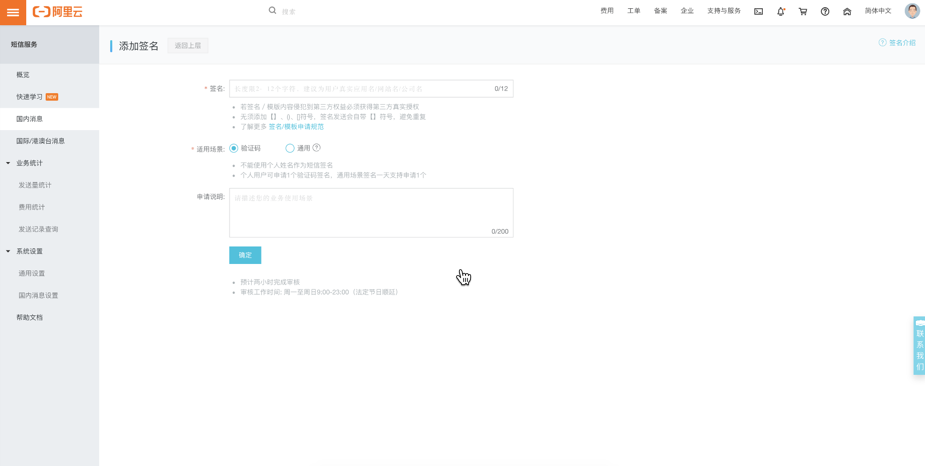 阿里云
搜索
费用 工单 备案 企业 支持与服务 简体中文
短信服务
概览
快速学习 NEW
国内消息
国际/港澳台消息
业务统计
发送量统计
费用统计
发送记录查询
系统设置
通用设置
国内消息设置
帮助文档
添加签名 返回上层
签名介绍
* 签名:
长度限2-12个字符，建议为用户真实应用名/网站名/公司名 0/12
若签名／模版内容侵犯到第三方权益必须获得第三方真实授权
无须添加【】、()、[]符号，签名发送会自带【】符号，避免重复
了解更多 签名/模板申请规范
* 适用场景: 验证码 通用
不能使用个人姓名作为短信签名
个人用户可申请1个验证码签名，通用场景签名一天支持申请1个
申请说明:
请描述您的业务使用场景
0/200
确定
预计两小时完成审核
审核工作时间: 周一至周日9:00-23:00（法定节日顺延）
联系我们